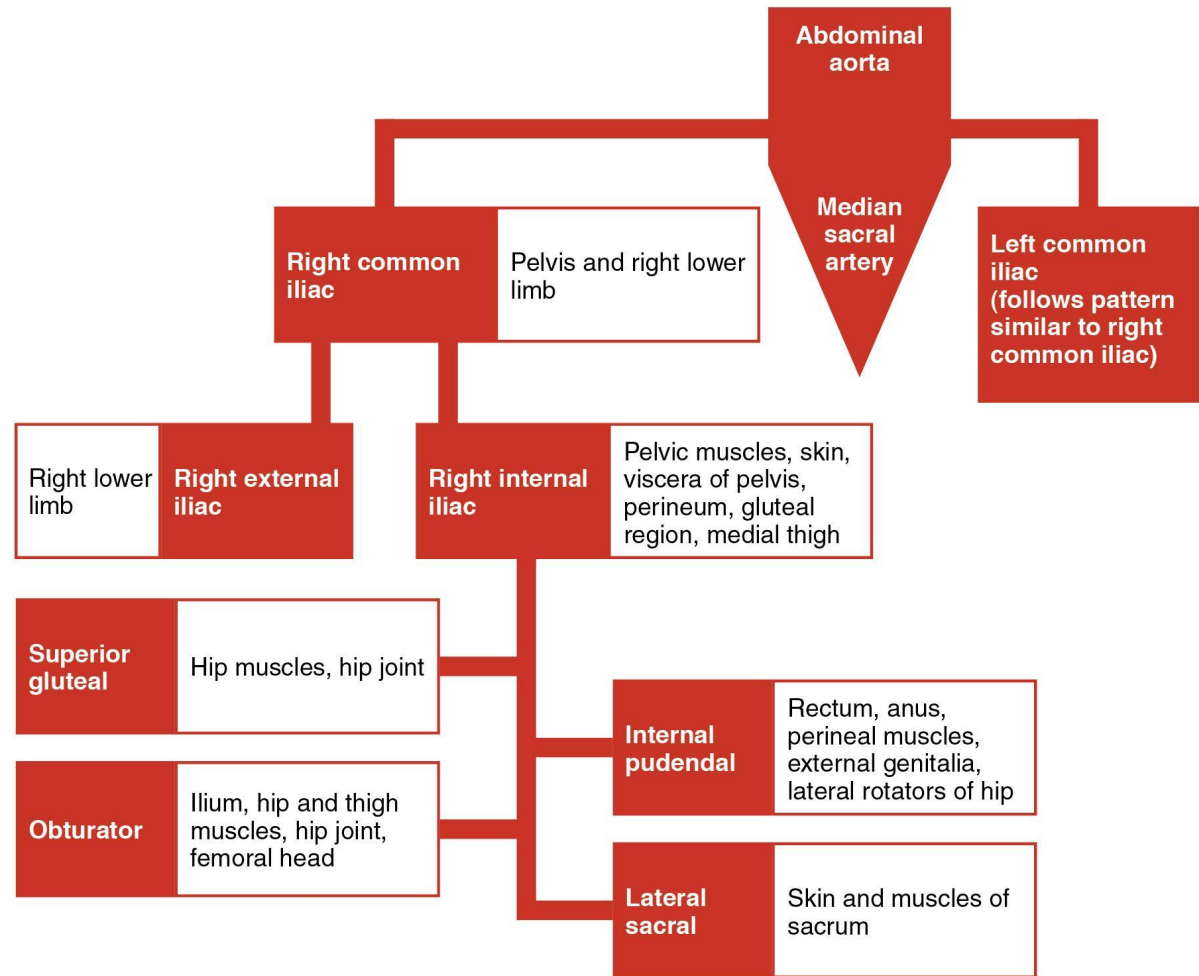 Abdominal
aorta
Median
sacral
artery
Right common
iliac
Pelvis and right lower
limb
Left common
iliac
(follows pattern
similar to right
common iliac)
Right lower
limb
Right external
iliac
Right internal
iliac
Pelvic muscles, skin,
viscera of pelvis,
perineum, gluteal
region, medial thigh
Superior
gluteal
Hip muscles, hip joint
Internal
pudendal
Rectum, anus,
perineal muscles,
external genitalia,
lateral rotators of hip
Obturator
Ilium, hip and thigh
muscles, hip joint,
femoral head
Lateral
sacral
Skin and muscles of
sacrum